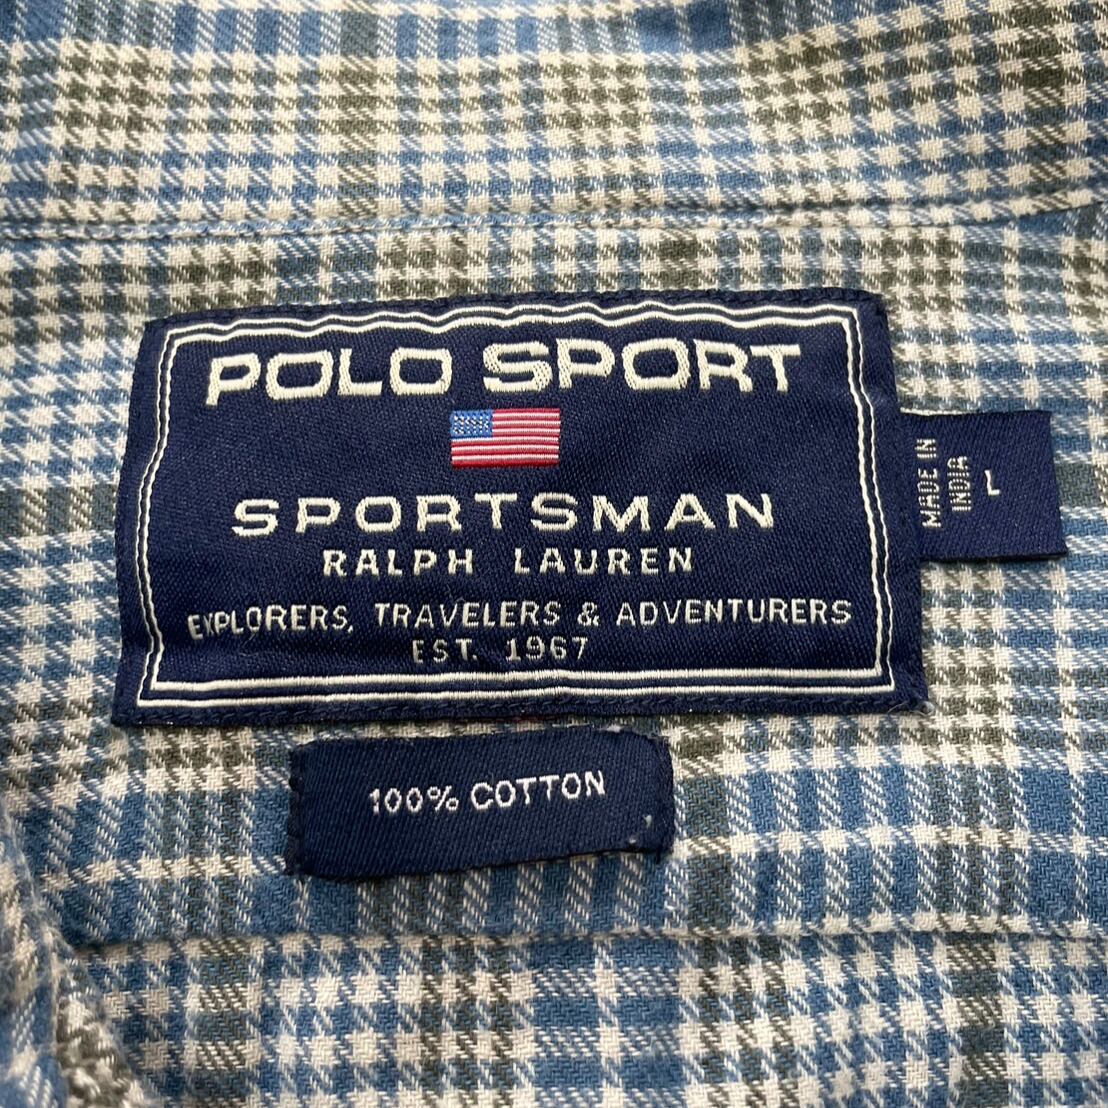 POLO SPORT
SPORTSMAN
RALPH LAUREN
EXPLORERS, TRAVELERS & ADVENTURERS
EST. 1967
MADE IN
INDIA
L
100% COTTON